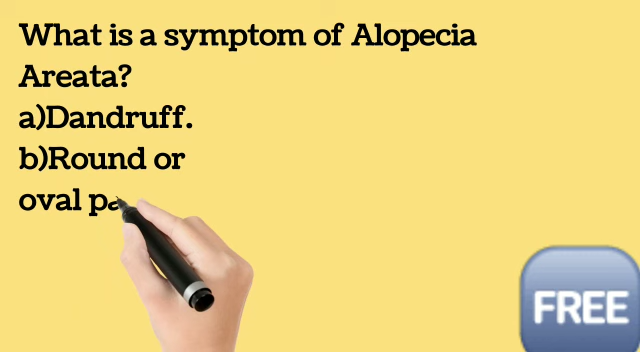 What is a symptom of Alopecia
Areata?
a)Dandruff.
b)Round or
oval pa
FREE